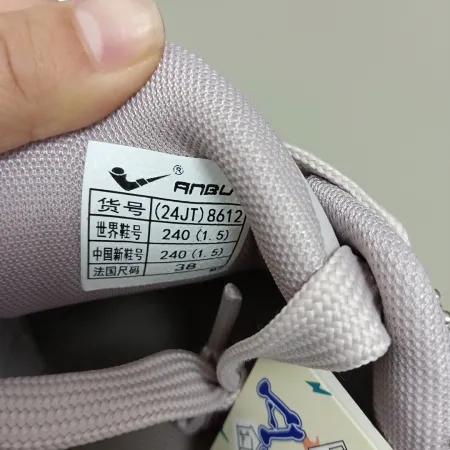 ® ANBU
货号 (24JT)8612
世界鞋号 240(1.5)
中国新鞋号 240(1.5)
法国尺码 38